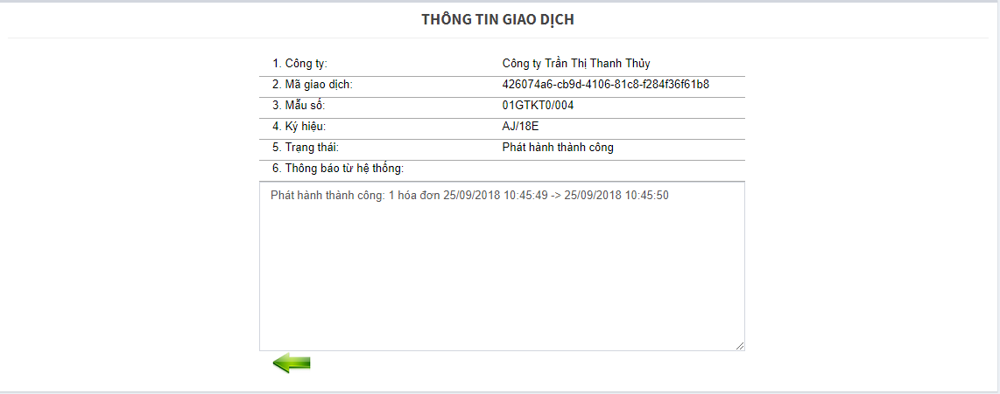 THÔNG TIN GIAO DỊCH
1. Công ty: Công ty Trần Thị Thanh Thủy
2. Mã giao dịch: 426074a6-cb9d-4106-81c8-f284f36f61b8
3. Mẫu số: 01GTKT0/004
4. Ký hiệu: AJ/18E
5. Trạng thái: Phát hành thành công
6. Thông báo từ hệ thống:
Phát hành thành công: 1 hóa đơn 25/09/2018 10:45:49 -> 25/09/2018 10:45:50